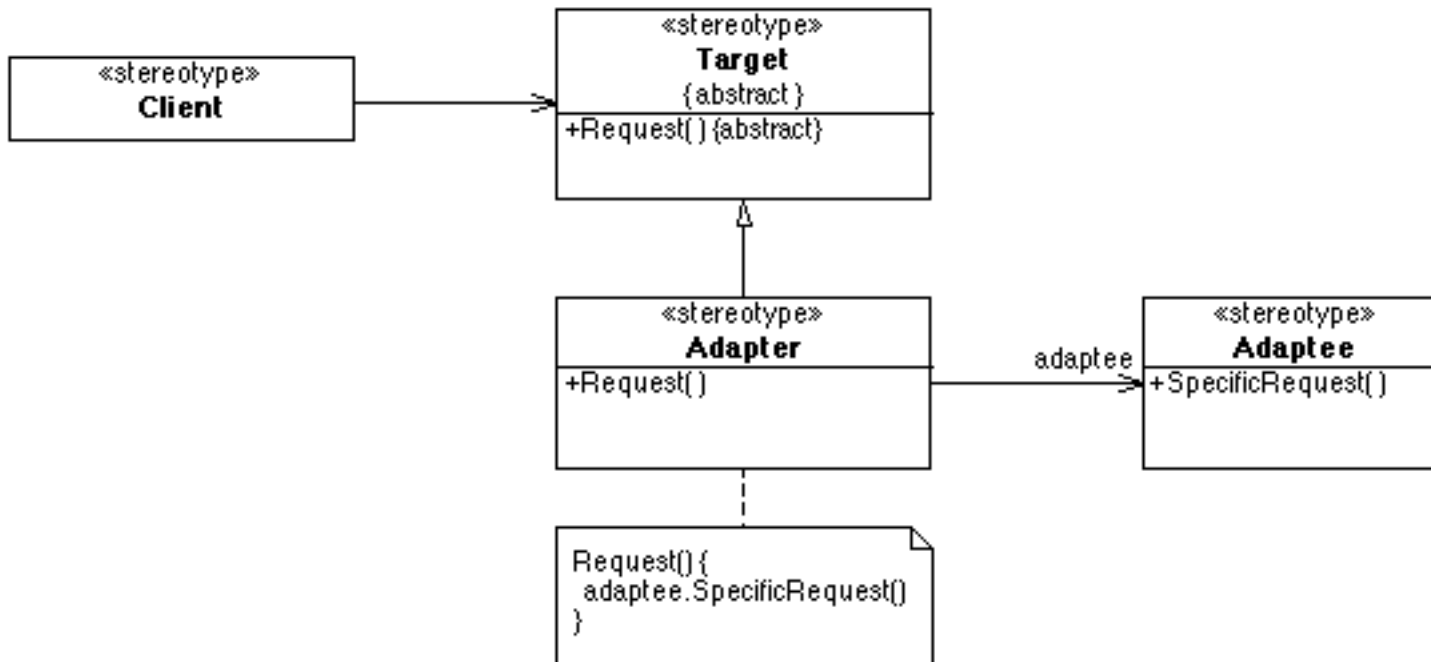 «stereotype»
Client
«stereotype»
Target
{abstract}
+Request() {abstract}
«stereotype»
Adapter
+Request()
adaptee
«stereotype»
Adaptee
+SpecificRequest()
Request() {
adaptee.SpecificRequest()
}